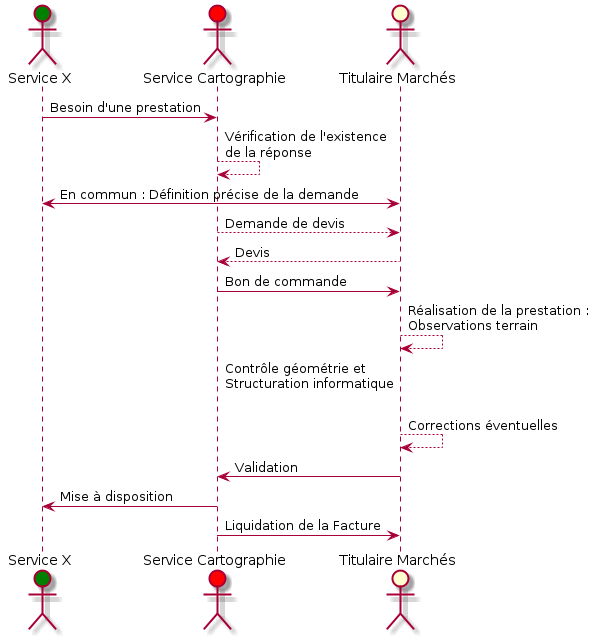 Service X
Service Cartographie
Titulaire Marchés
Besoin d'une prestation
Vérification de l'existence
de la réponse
En commun : Définition précise de la demande
Demande de devis
Devis
Bon de commande
Réalisation de la prestation :
Observations terrain
Contrôle géométrie et
Structuration informatique
Corrections éventuelles
Validation
Mise à disposition
Liquidation de la Facture
Service X
Service Cartographie
Titulaire Marchés